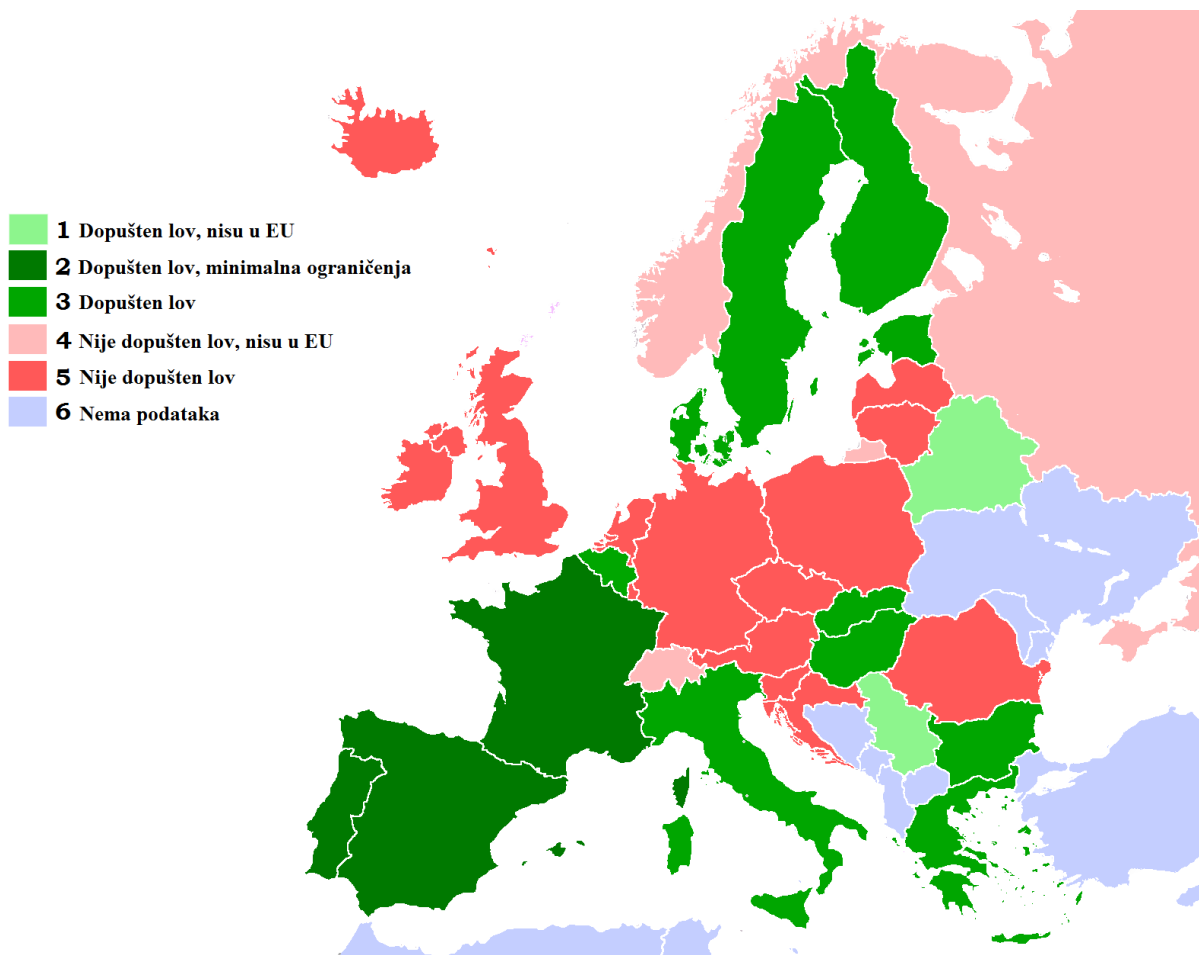 1 Dopušten lov, nisu u EU
2 Dopušten lov, minimalna ograničenja
3 Dopušten lov
4 Nije dopušten lov, nisu u EU
5 Nije dopušten lov
6 Nema podataka